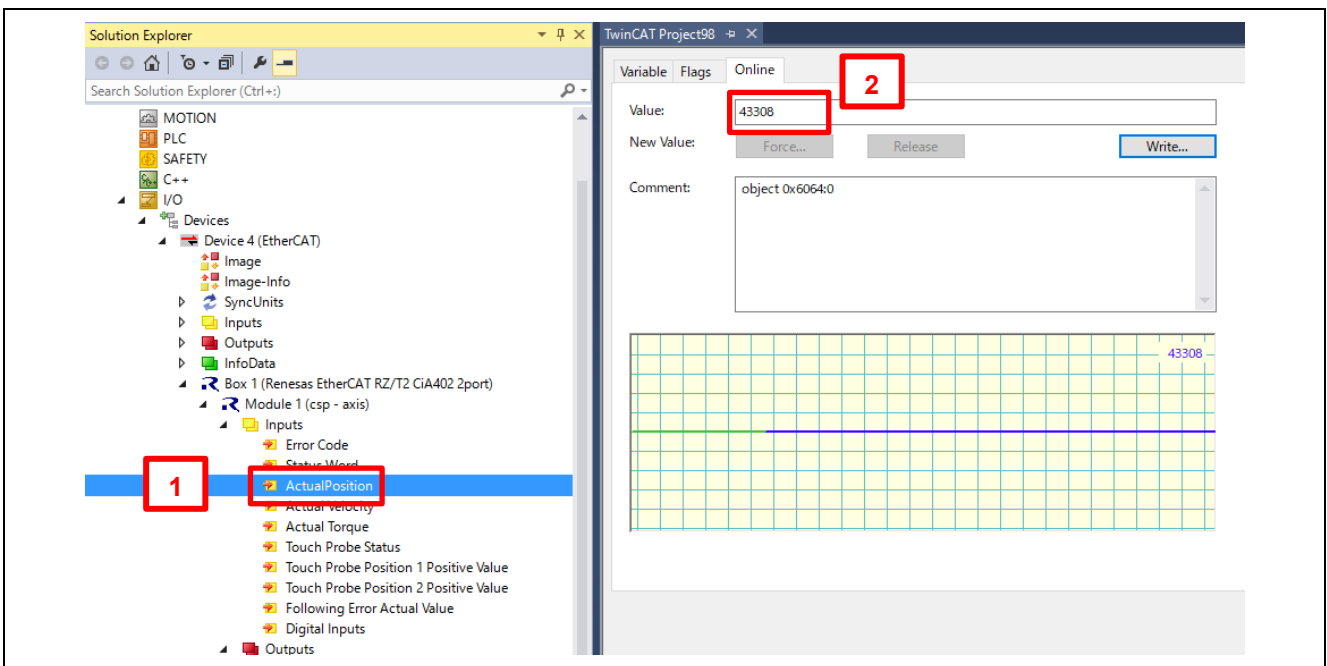 Solution Explorer
Search Solution Explorer (Ctrl+:)
MOTION
PLC
SAFETY
C++
I/O
Devices
Device 4 (EtherCAT)
Image
Image-Info
SyncUnits
Inputs
Outputs
InfoData
Box 1 (Renesas EtherCAT RZ/T2 CiA402 2port)
Module 1 (csp - axis)
Inputs
Error Code
Status Word
1
ActualPosition
Actual Velocity
Actual Torque
Touch Probe Status
Touch Probe Position 1 Positive Value
Touch Probe Position 2 Positive Value
Following Error Actual Value
Digital Inputs
Outputs
TwinCAT Project98
Variable Flags Online
2
Value: 43308
New Value: Force... Release Write...
Comment: object 0x6064:0
43308